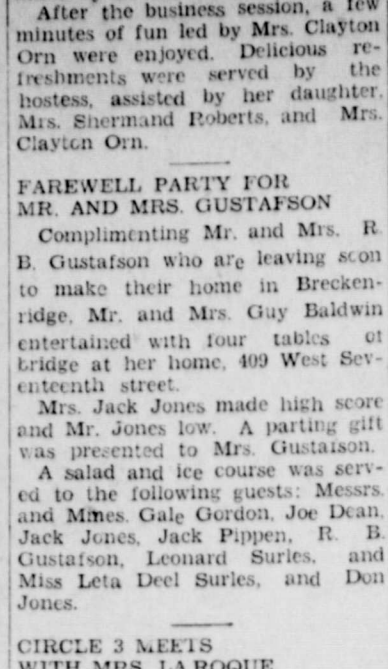 After the business session, a few
minutes of fun led by Mrs. Clayton
Orn were enjoyed. Delicious re-
freshments were served by the
hostess, assisted by her daughter,
Mrs. Shermand Roberts, and Mrs.
Clayton Orn.
FAREWELL PARTY FOR
MR. AND MRS. GUSTAFSON
Complimenting Mr. and Mrs. R
B. Gustafson who are leaving soon
to make their home in Brecken-
ridge, Mr. and Mrs. Guy Baldwin
entertained with four tables of
bridge at her home, 409 West Sev-
enteenth street.
Mrs. Jack Jones made high score
and Mr. Jones low. A parting gift
was presented to Mrs. Gustafson.
A salad and ice course was serv-
ed to the following guests: Messrs.
and Mmes. Gale Gordon, Joe Dean,
Jack Jones, Jack Pippen, R. B.
Gustafson, Leonard Surles, and
Miss Leta Deel Surles, and Don
Jones.
CIRCLE 3 MEETS
WITH MRS. LA ROQUE